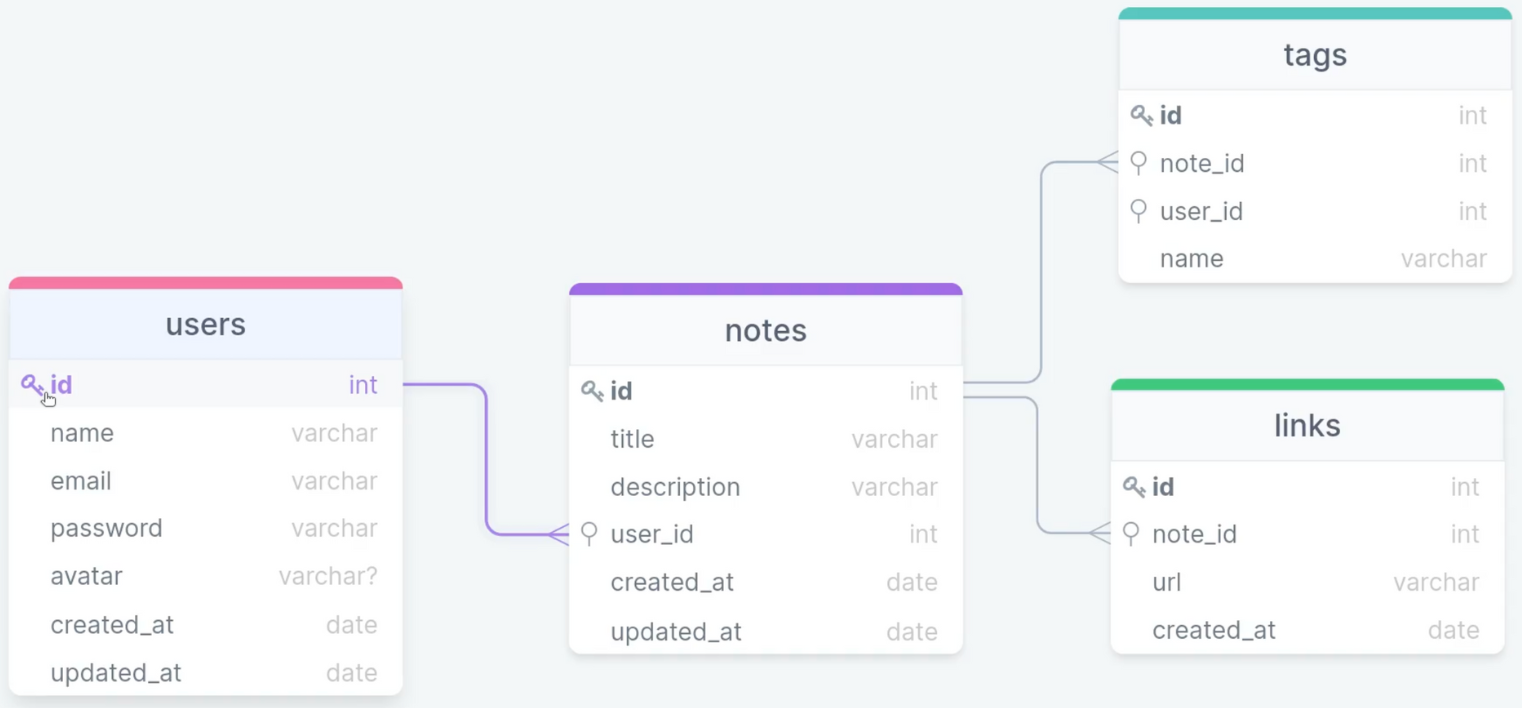 users
id int
name varchar
email varchar
password varchar
avatar varchar?
created_at date
updated_at date
notes
id int
title varchar
description varchar
user_id int
created_at date
updated_at date
tags
id int
note_id int
user_id int
name varchar
links
id int
note_id int
url varchar
created_at date